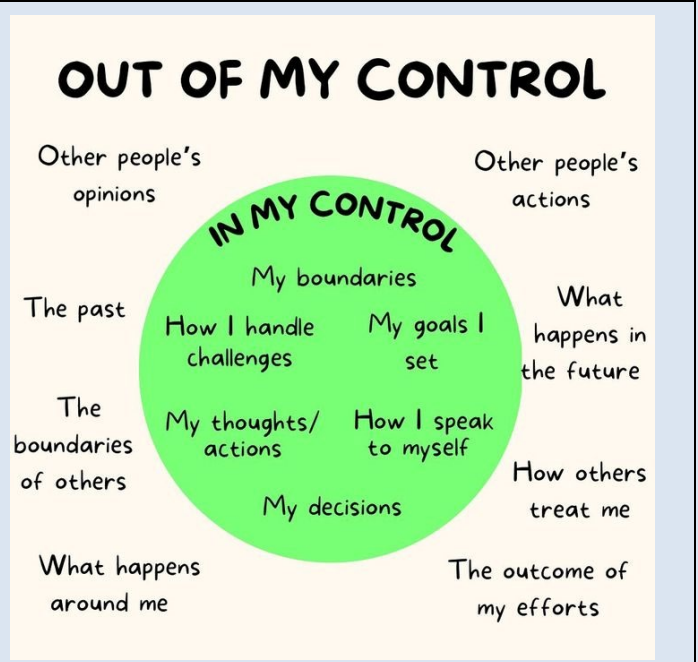 OUT OF MY CONTROL
Other people's
opinions
Other people's
actions
IN MY CONTROL
My boundaries
The past
How I handle
challenges
My goals I
set
What
happens in
the future
The
boundaries
of others
My thoughts/
actions
How I speak
to myself
How others
treat me
My decisions
What happens
around me
The outcome of
my efforts